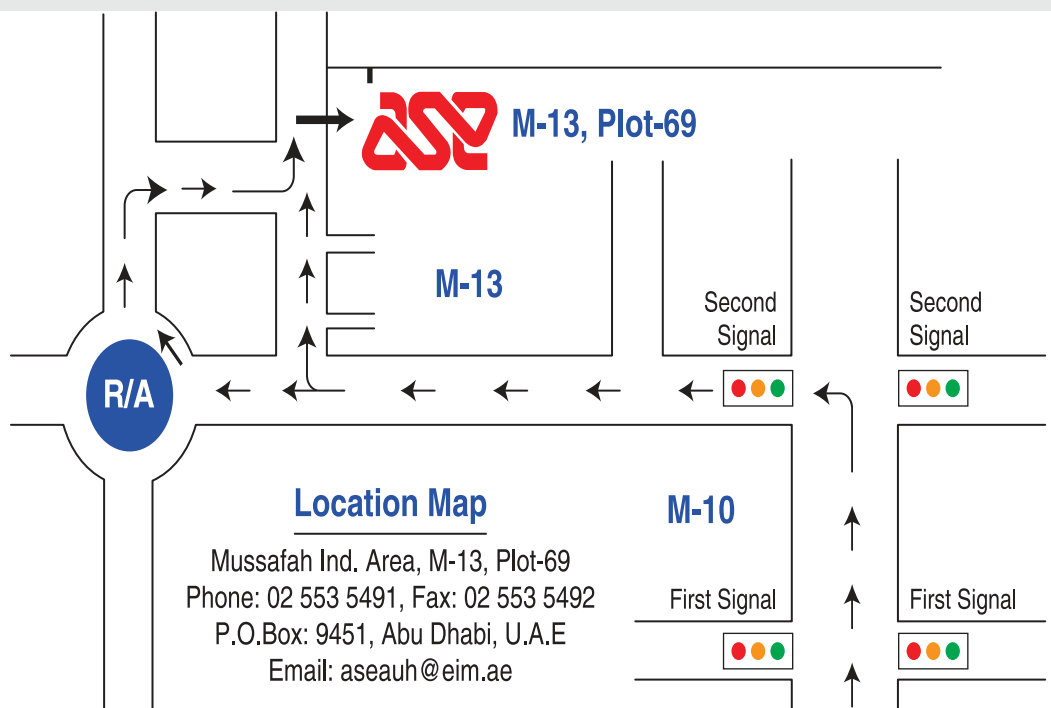 ase
M-13, Plot-69
M-13
Second
Signal
Second
Signal
R/A
Location Map
Mussafah Ind. Area, M-13, Plot-69
Phone: 02 553 5491, Fax: 02 553 5492
P.O.Box: 9451, Abu Dhabi, U.A.E
Email: aseauh@eim.ae
M-10
First Signal
First Signal